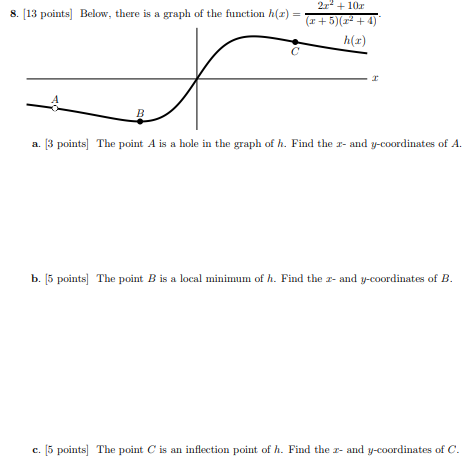 8. [13 points] Below, there is a graph of the function h(x) = \frac{2x² + 10x}{(x + 5)(x² + 4)}.
h(x)
C
x
A
B
a. [3 points] The point A is a hole in the graph of h. Find the x- and y-coordinates of A.
b. [5 points] The point B is a local minimum of h. Find the x- and y-coordinates of B.
c. [5 points] The point C is an inflection point of h. Find the x- and y-coordinates of C.